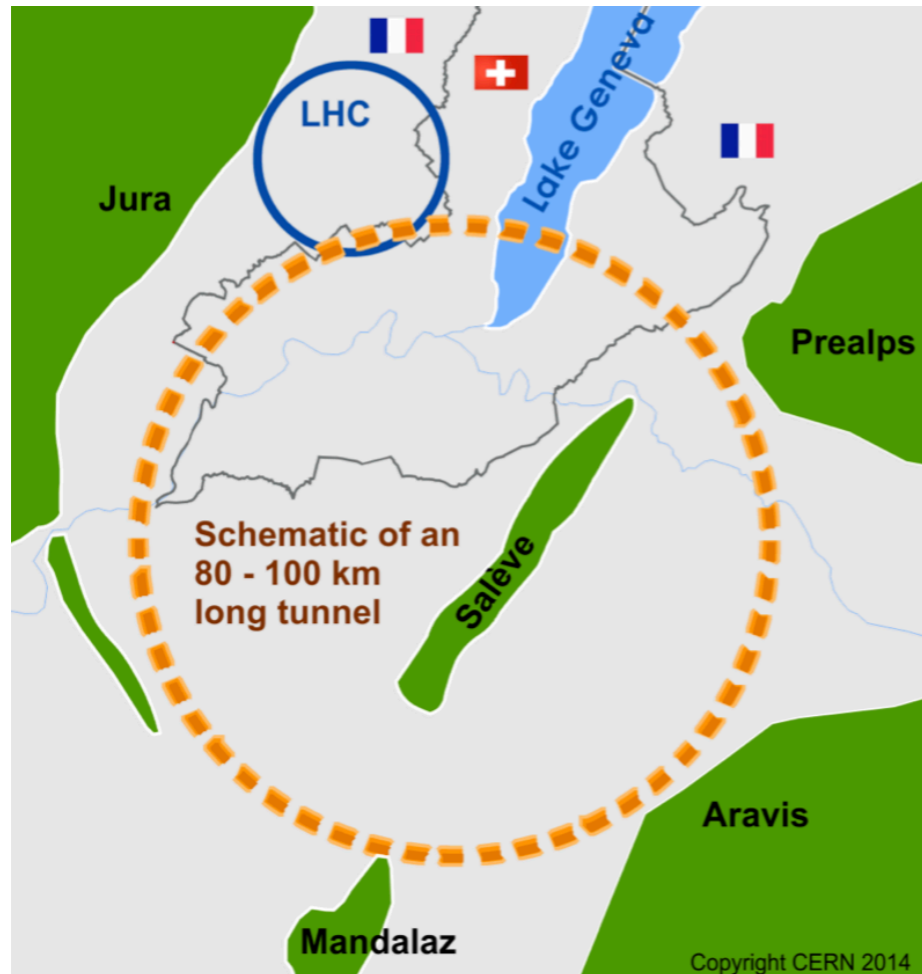 LHC
Lake Geneva
Jura
Prealps
Schematic of an
80 - 100 km
long tunnel
Salève
Aravis
Mandalaz
Copyright CERN 2014